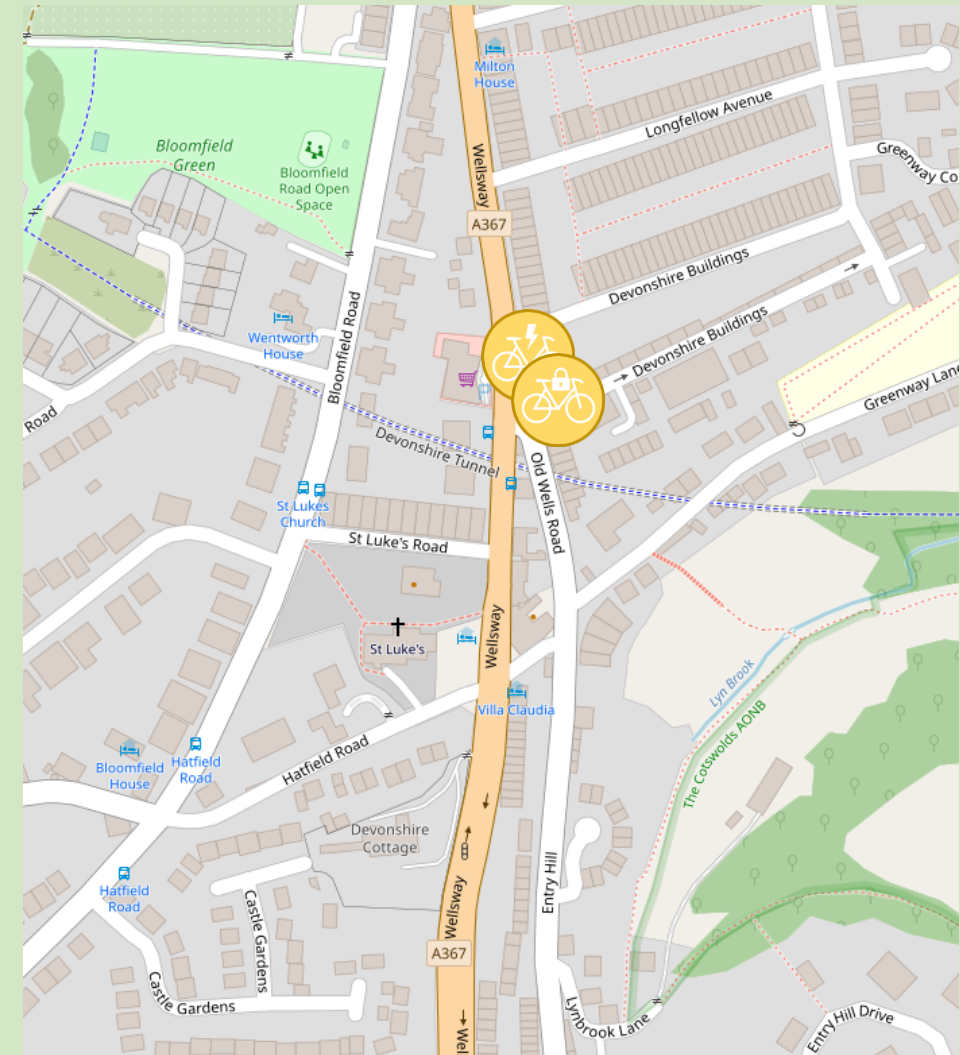 Milton
House
Longfellow Avenue
Bloomfield
Green
Bloomfield
Road Open
Space
Greenway Co
Wellsway
A367
Devonshire Buildings
Wentworth
House
Bloomfield Road
Devonshire Buildings
Greenway Lane
Road
Devonshire Tunnel
Old Wells Road
St Lukes
Church
St Luke's Road
Wellsway
St Luke's
Lyn Brook
Villa Claudia
The Cotswolds AONB
Hatfield Road
Bloomfield
House
Hatfield
Road
Devonshire
Cottage
Hatfield
Road
Entry Hill
Wellsway
Castle Gardens
A367
Castle Gardens
Lynbrook Lane
Entry Hill Drive
Wel